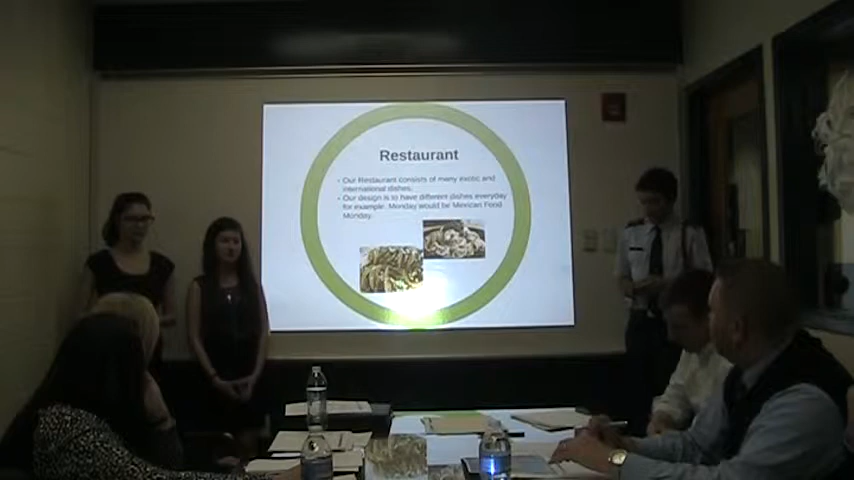 Restaurant
• Our Restaurant consists of many exotic and
international dishes.
• Our design is to have different dishes everyday
for example: Monday would be Mexican Food
Monday.